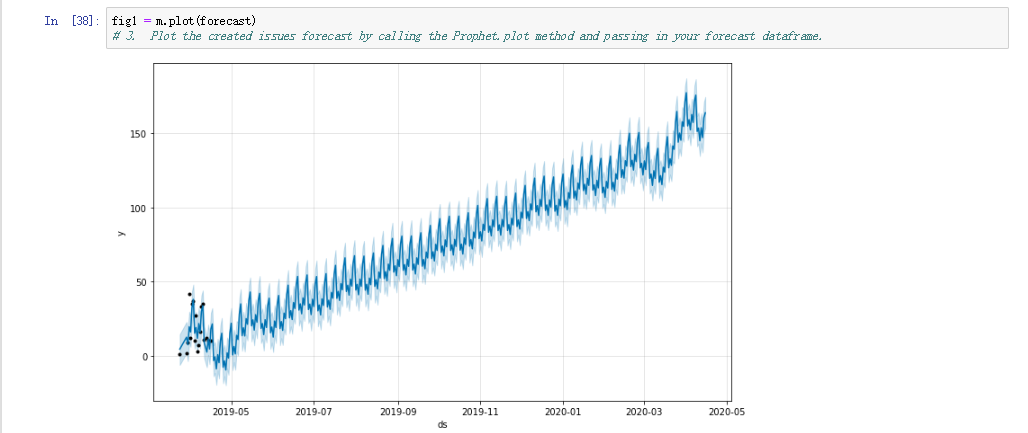 In [38]: fig1 = m.plot(forecast)
# 3. Plot the created issues forecast by calling the Prophet.plot method and passing in your forecast dataframe.
150
100
50
0
y
2019-05 2019-07 2019-09 2019-11 2020-01 2020-03 2020-05
ds